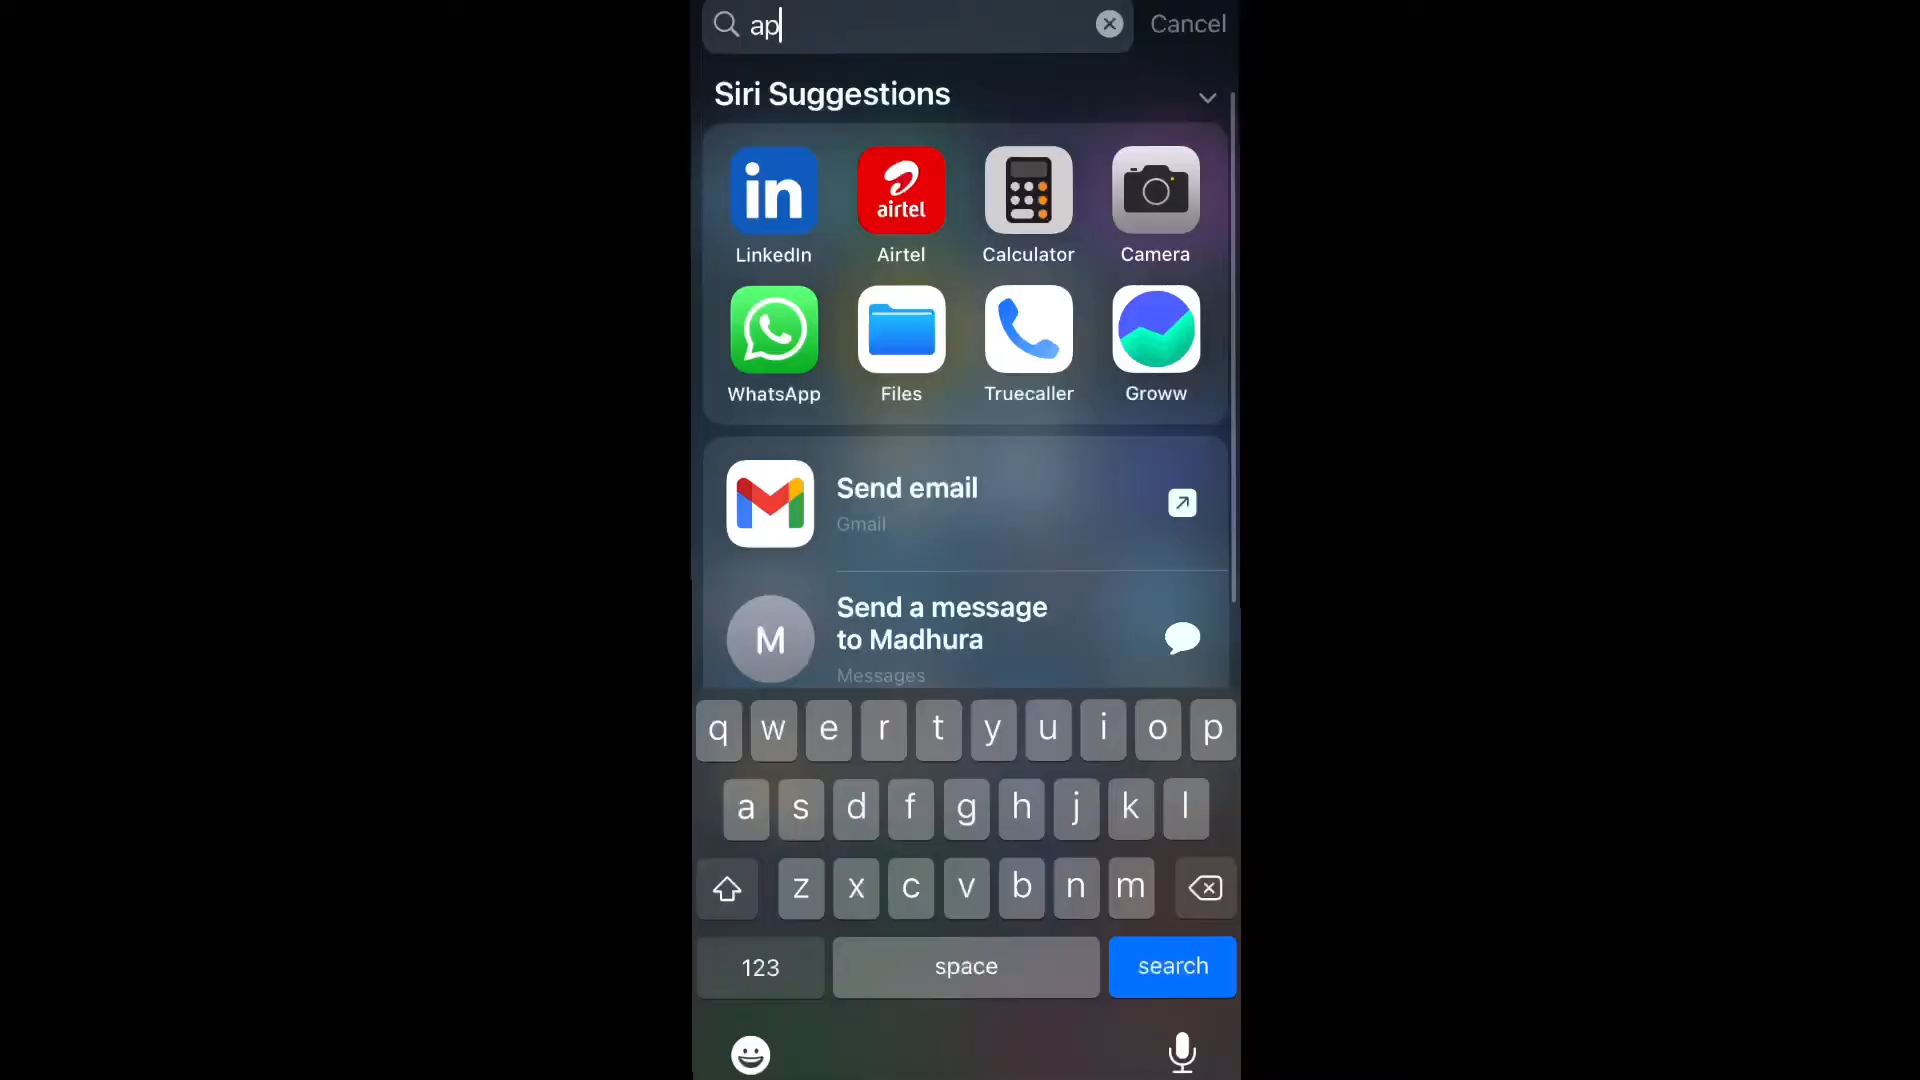 ap
Cancel
Siri Suggestions
in
airtel
LinkedIn
Airtel
Calculator
Camera
WhatsApp
Files
Truecaller
Groww
Send email
Gmail
M
Send a message
to Madhura
Messages
q w e r t y u i o p
a s d f g h j k l
z x c v b n m
123
space
search